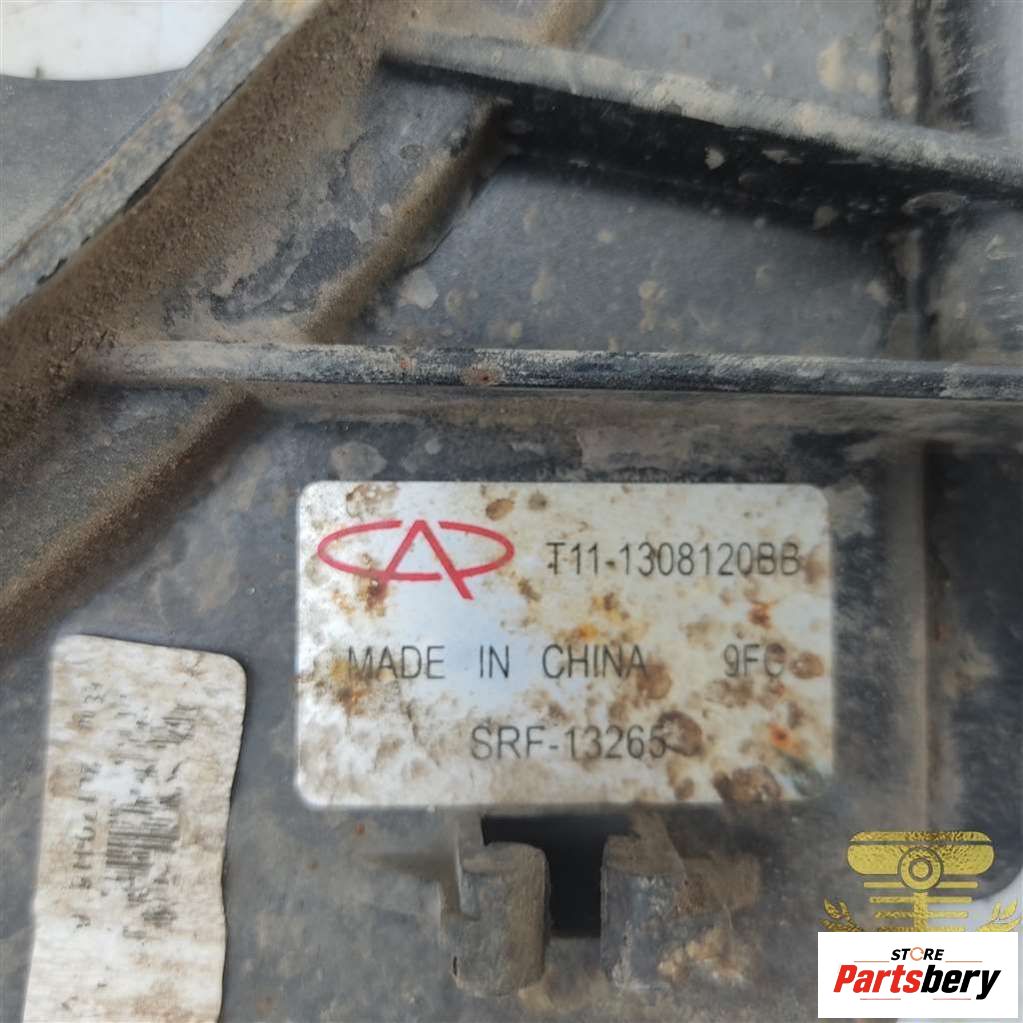 T11-1308120BB
MADE IN CHINA 9FC
SRF-13265
STORE
Partsbery